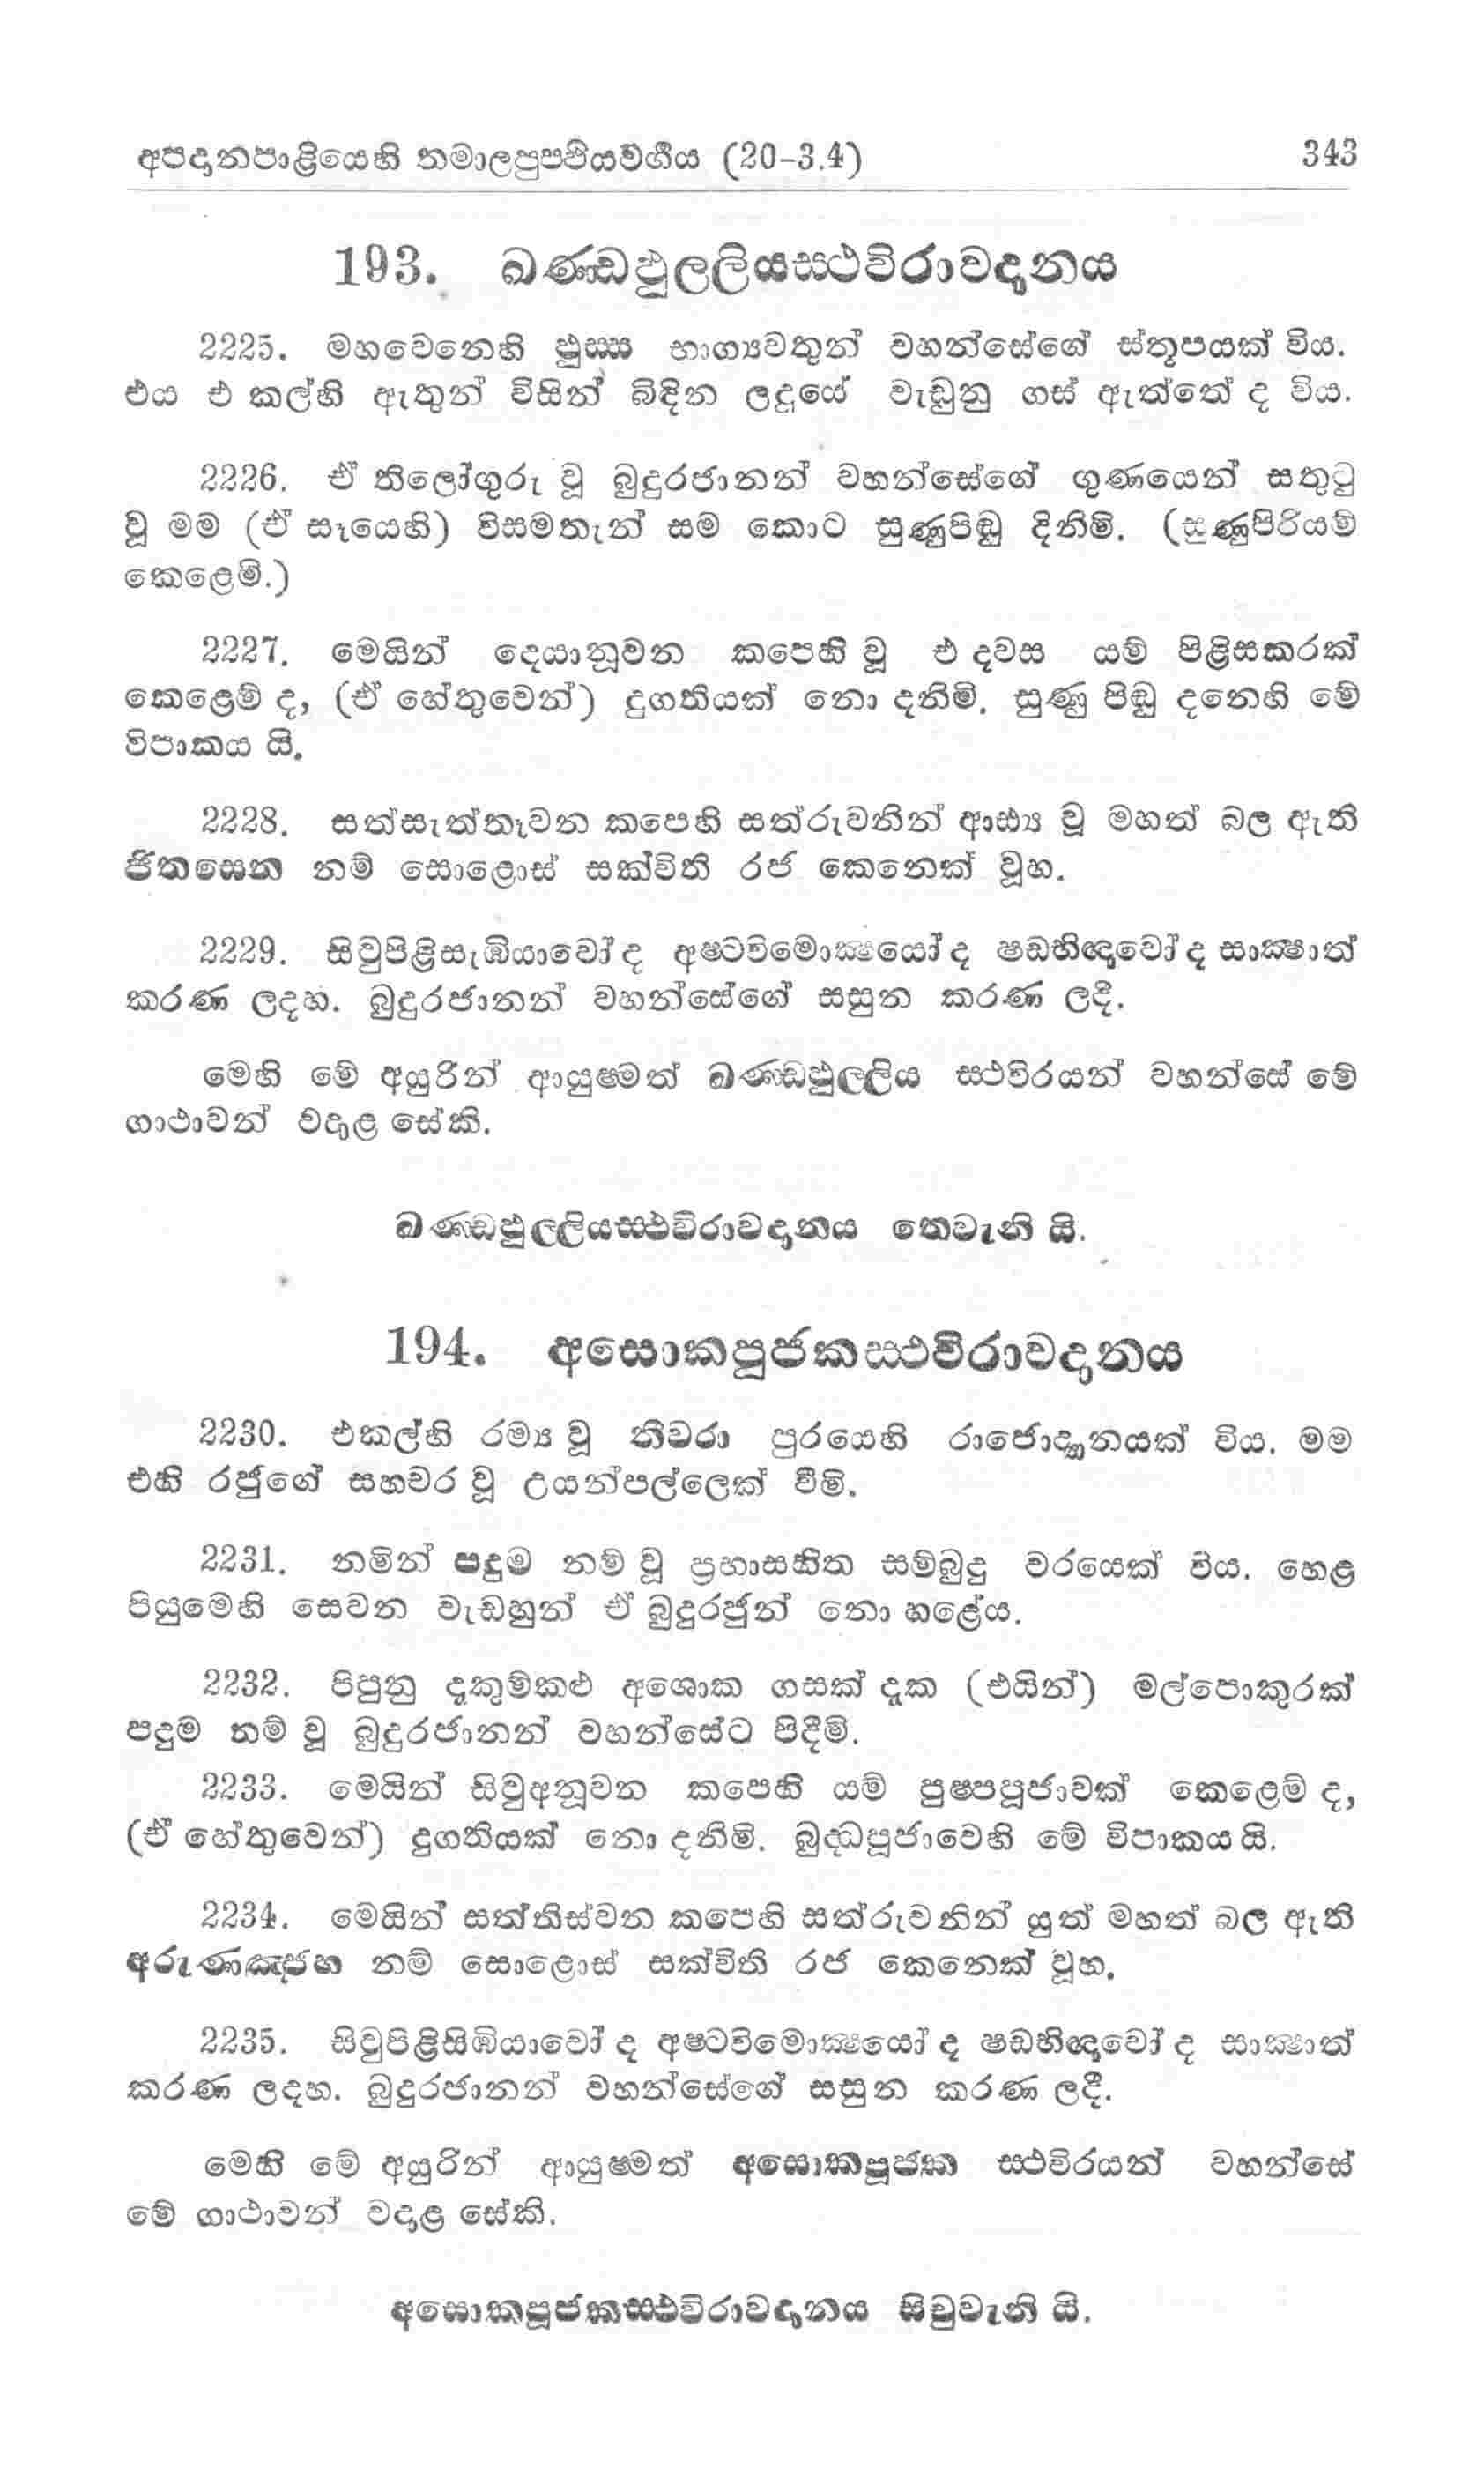 අපදානපාළියෙහි තමාලපුප්ඵියවර්ගය (20-3.4) 343
193. ඛණ්ඩඵුල්ලියස්ථවිරාවදානය
2225. මහවෙනෙහි ඵුස්ස භාග්‍යවතුන් වහන්සේගේ ස්තූපයක් විය.
එය එ කල්හි ඇතුන් විසින් බිඳින ලදුයේ වැඩුනු ගස් ඇත්තේ ද විය.
2226. ඒ තිලෝගුරු වූ බුදුරජානන් වහන්සේගේ ගුණයෙන් සතුටු
වූ මම (ඒ සෑයෙහි) විසමතැන් සම කොට සුණුපිඬු දිනිමි. (සුණුපිරියම්
කෙළෙමි.)
2227. මෙයින් දෙයානූවන කපෙහි වූ එ දවස යම් පිළිසකරක්
කෙළෙම් ද, (ඒ හේතුවෙන්) දුගතියක් නො දනිමි. සුණු පිඬු දනෙහි මේ
විපාකය යි.
2228. සත්සැත්තෑවන කපෙහි සත්රුවනින් ආඪ්‍ය වූ මහත් බල ඇති
ජිතසෙන නම් සොළොස් සක්විති රජ කෙනෙක් වූහ.
2229. සිවුපිළිසැඹියාවෝ ද අෂ්ටවිමොක්‍ෂයෝ ද ෂඩභිඥාවෝ ද සාක්‍ෂාත්
කරණ ලදහ. බුදුරජානන් වහන්සේගේ සසුන කරණ ලදී.
මෙහි මේ අයුරින් ආයුෂ්මත් ඛණ්ඩඵුල්ලිය ස්ථවිරයන් වහන්සේ මේ
ගාථාවන් වදාළ සේකි.
ඛණ්ඩඵුල්ලියස්ථවිරාවදානය තෙවැනි යි.
194. අසොකපූජකස්ථවිරාවදානය
2230. එකල්හි රම්‍ය වූ තිවරා පුරයෙහි රාජොද්‍යානයක් විය. මම
එහි රජුගේ සහචර වූ උයන්පල්ලෙක් වීමි.
2231. නමින් පදුම නම් වූ ප්‍රභාසහිත සම්බුදු වරයෙක් විය. හෙළ
පියුමෙහි සෙවන වැඩහුන් ඒ බුදුරජුන් නො හළේය.
2232. පිපුනු දැකුම්කළු අශොක ගසක් දැක (එයින්) මල්පොකුරක්
පදුම නම් වූ බුදුරජානන් වහන්සේට පිදීමි.
2233. මෙයින් සිවුඅනූවන කපෙහි යම් පුෂ්පපූජාවක් කෙළෙම් ද,
(ඒ හේතුවෙන්) දුගතියක් නො දනිමි. බුද්ධපූජාවෙහි මේ විපාකය යි.
2234. මෙයින් සත්තිස්වන කපෙහි සත්රුවනින් යුත් මහත් බල ඇති
අරුණඤ්ජහ නම් සොළොස් සක්විති රජ කෙනෙක් වූහ.
2235. සිවුපිළිසිඹියාවෝ ද අෂ්ටවිමොක්‍ෂයෝ ද ෂඩභිඥාවෝ ද සාක්‍ෂාත්
කරණ ලදහ. බුදුරජානන් වහන්සේගේ සසුන කරණ ලදී.
මෙහි මේ අයුරින් ආයුෂ්මත් අසොකපූජක ස්ථවිරයන් වහන්සේ
මේ ගාථාවන් වදාළ සේකි.
අසොකපූජකස්ථවිරාවදානය සිවුවැනි යි.